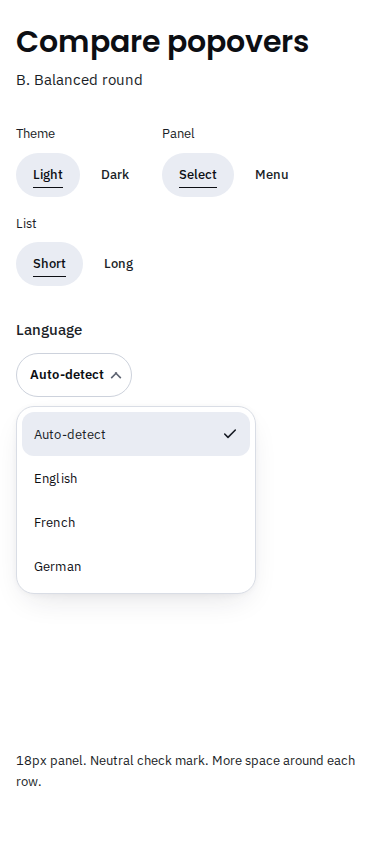 Compare popovers
B. Balanced round
Theme
Light
Dark
Panel
Select
Menu
List
Short
Long
Language
Auto-detect
Auto-detect
English
French
German
18px panel. Neutral check mark. More space around each
row.